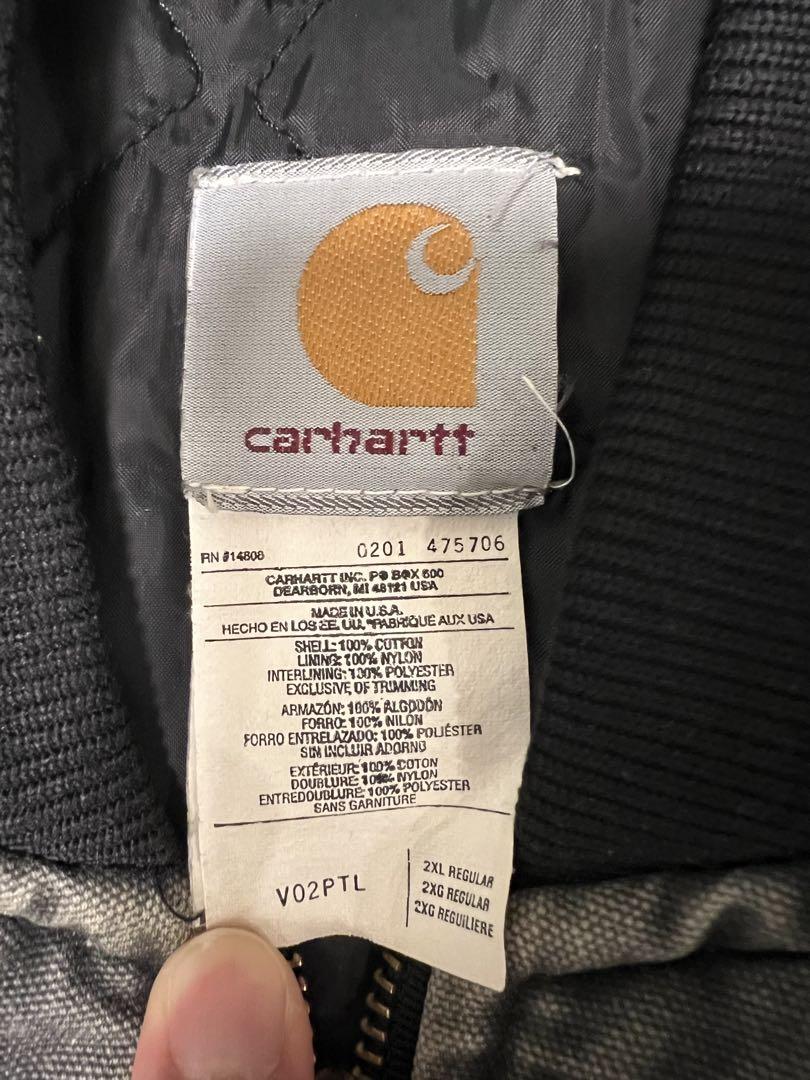 carhartt
RN #14806 0201 475706
CARHARTT INC. PO BOX 600
DEARBORN, MI 48121 USA
MADE IN U.S.A.
HECHO EN LOS EE. UU. *FABRIQUE AUX USA
SHELL: 100% COTTON
LINING: 100% NYLON
INTERLINING: 100% POLYESTER
EXCLUSIVE OF TRIMMING
ARMAZÓN: 100% ALGODÓN
FORRO: 100% NILÓN
FORRO ENTRELAZADO: 100% POLIÉSTER
SIN INCLUIR ADORNO
EXTÉRIEUR: 100% COTON
DOUBLURE: 100% NYLON
ENTREDOUBLURE: 100% POLYESTER
SANS GARNITURE
V02PTL
2XL REGULAR
2XG REGULAR
2XG REGUILIERE